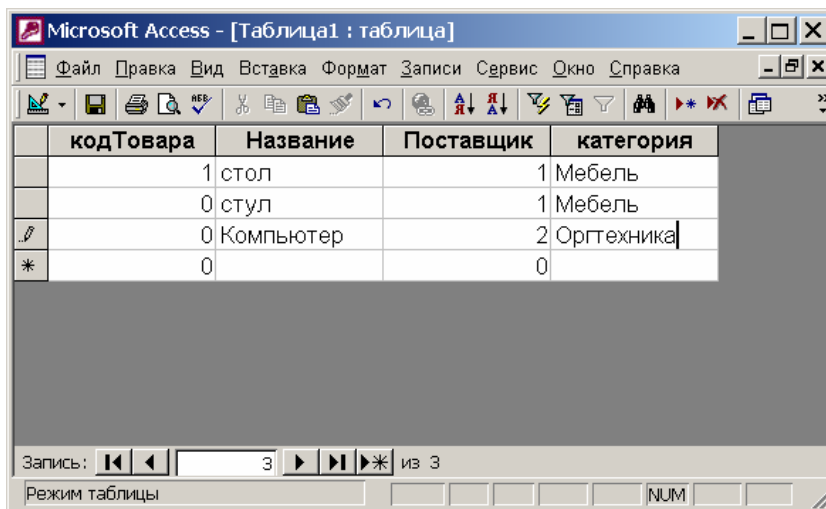 Microsoft Access - [Таблица1 : таблица]
Файл Правка Вид Вставка Формат Записи Сервис Окно Справка
кодТовара Название Поставщик категория
1 стол 1 Мебель
0 стул 1 Мебель
0 Компьютер 2 Оргтехника
0 0
Запись: 3 из 3
Режим таблицы NUM